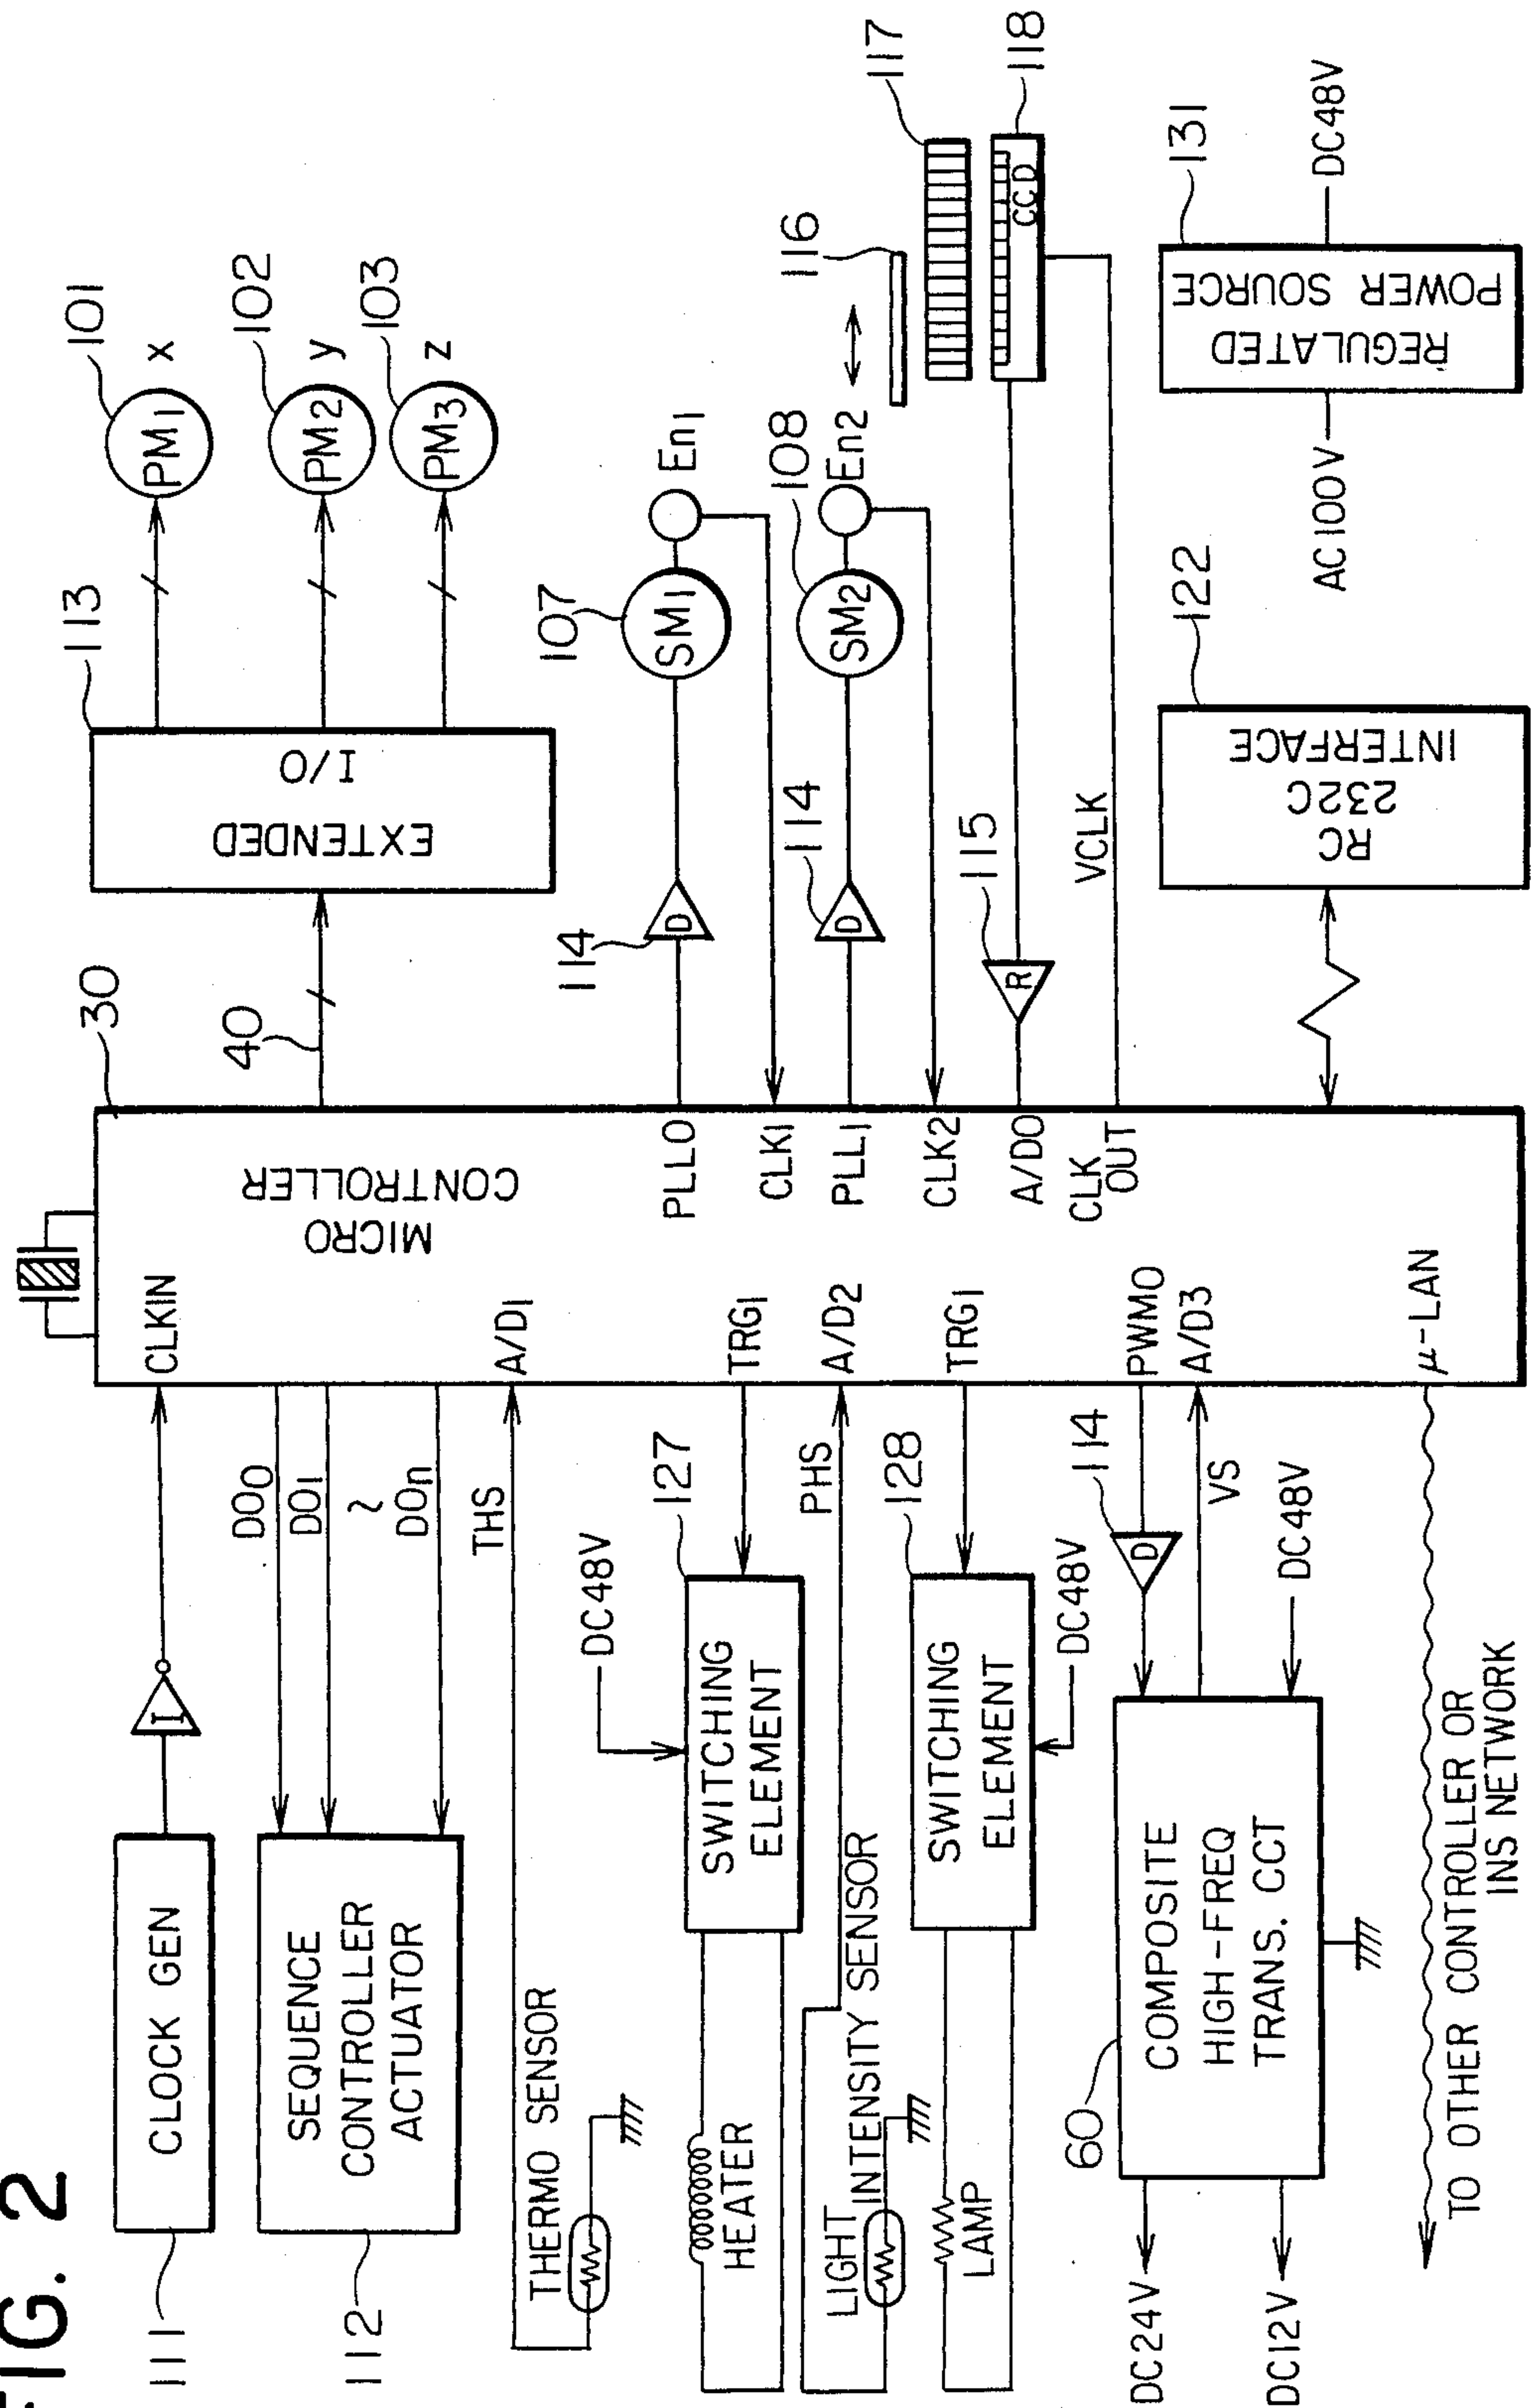 FIG. 2
111
CLOCK GEN
I
CLKIN
112
SEQUENCE
CONTROLLER
ACTUATOR
DO0
DO1
~
DOn
THERMO SENSOR
THS
A/D1
HEATER
SWITCHING
ELEMENT
DC48V
127
TRG1
LIGHT INTENSITY SENSOR
PHS
A/D2
LAMP
SWITCHING
ELEMENT
DC48V
128
TRG1
60
COMPOSITE
HIGH-FREQ
TRANS. CCT
DC24V
DC12V
D
114
PWM0
VS
A/D3
DC48V
μ-LAN
TO OTHER CONTROLLER OR
INS NETWORK
30
MICRO
CONTROLLER
40
113
EXTENDED
I/O
PM1
101
x
PM2
102
y
PM3
103
z
PLL0
114
D
SM1
107
En1
CLK1
PLL1
114
D
SM2
108
En2
CLK2
A/D0
115
R
116
117
118
CCD
CLK
OUT
VCLK
122
RC
232C
INTERFACE
131
REGULATED
POWER SOURCE
AC100V
DC48V